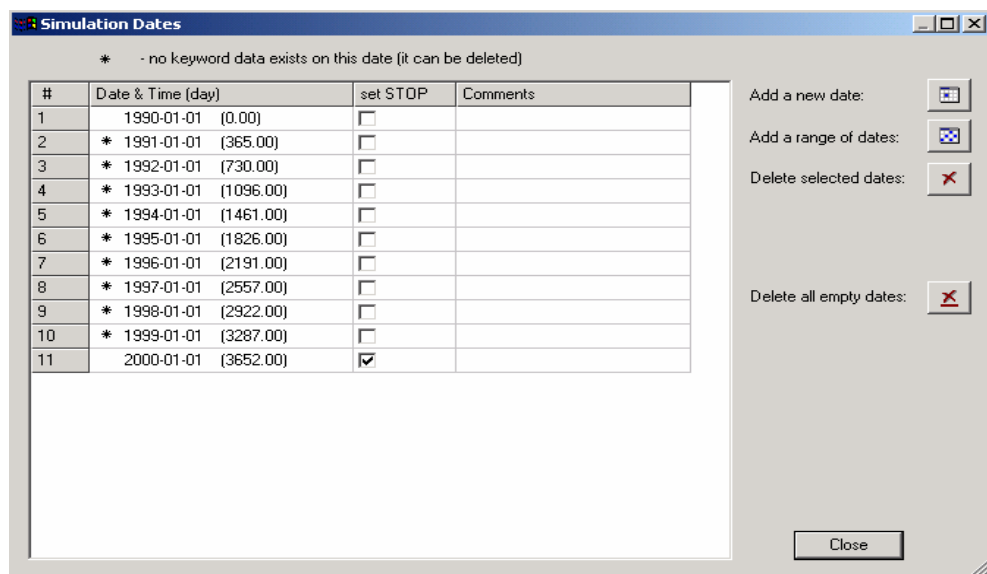 Simulation Dates
* - no keyword data exists on this date (it can be deleted)
# Date & Time (day) set STOP Comments
1 1990-01-01 (0.00)
2 * 1991-01-01 (365.00)
3 * 1992-01-01 (730.00)
4 * 1993-01-01 (1096.00)
5 * 1994-01-01 (1461.00)
6 * 1995-01-01 (1826.00)
7 * 1996-01-01 (2191.00)
8 * 1997-01-01 (2557.00)
9 * 1998-01-01 (2922.00)
10 * 1999-01-01 (3287.00)
11 2000-01-01 (3652.00)
Add a new date:
Add a range of dates:
Delete selected dates:
Delete all empty dates:
Close